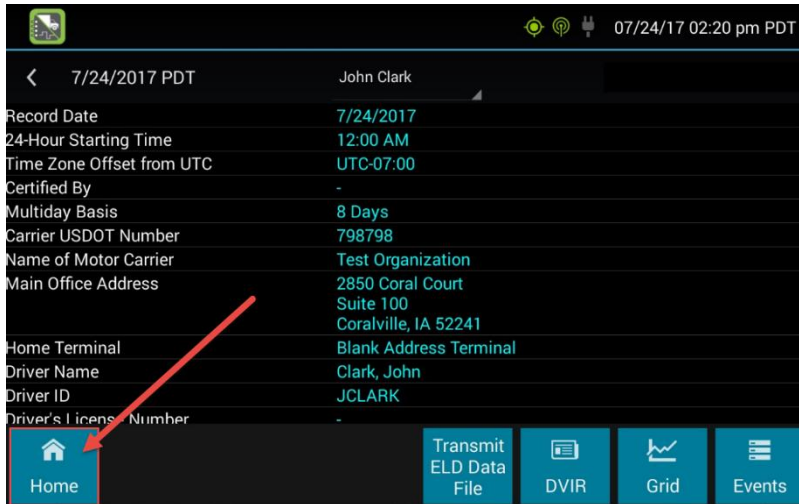 07/24/17 02:20 pm PDT
7/24/2017 PDT John Clark
Record Date 7/24/2017
24-Hour Starting Time 12:00 AM
Time Zone Offset from UTC UTC-07:00
Certified By -
Multiday Basis 8 Days
Carrier USDOT Number 798798
Name of Motor Carrier Test Organization
Main Office Address 2850 Coral Court
Suite 100
Coralville, IA 52241
Home Terminal Blank Address Terminal
Driver Name Clark, John
Driver ID JCLARK
Driver's License Number -
Home
Transmit
ELD Data
File
DVIR
Grid
Events